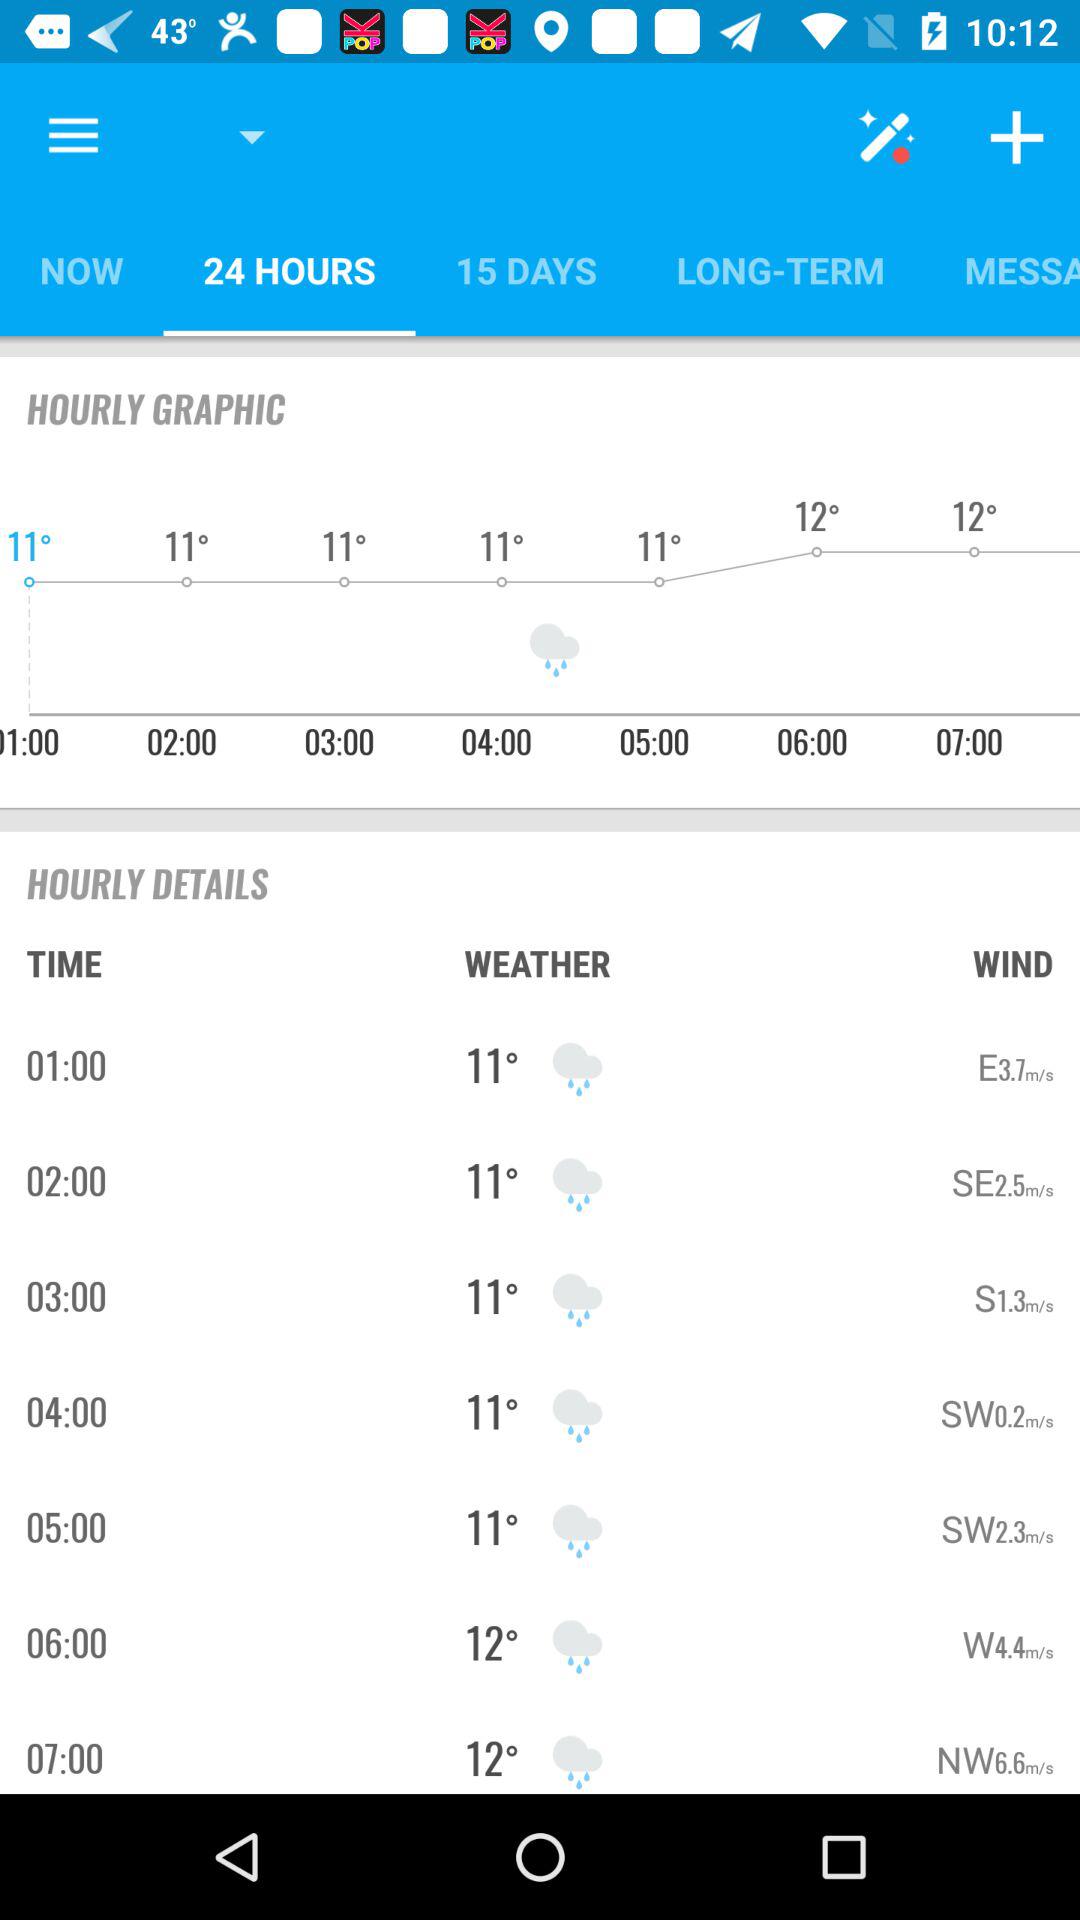 43° POP POP 10:12
NOW 24 HOURS 15 DAYS LONG-TERM MESSA
HOURLY GRAPHIC
12° 12°
11° 11° 11° 11° 11°
01:00 02:00 03:00 04:00 05:00 06:00 07:00
HOURLY DETAILS
TIME WEATHER WIND
01:00 11° E3.7m/s
02:00 11° SE2.5m/s
03:00 11° S1.3m/s
04:00 11° SW0.2m/s
05:00 11° SW2.3m/s
06:00 12° W4.4m/s
07:00 12° NW6.6m/s